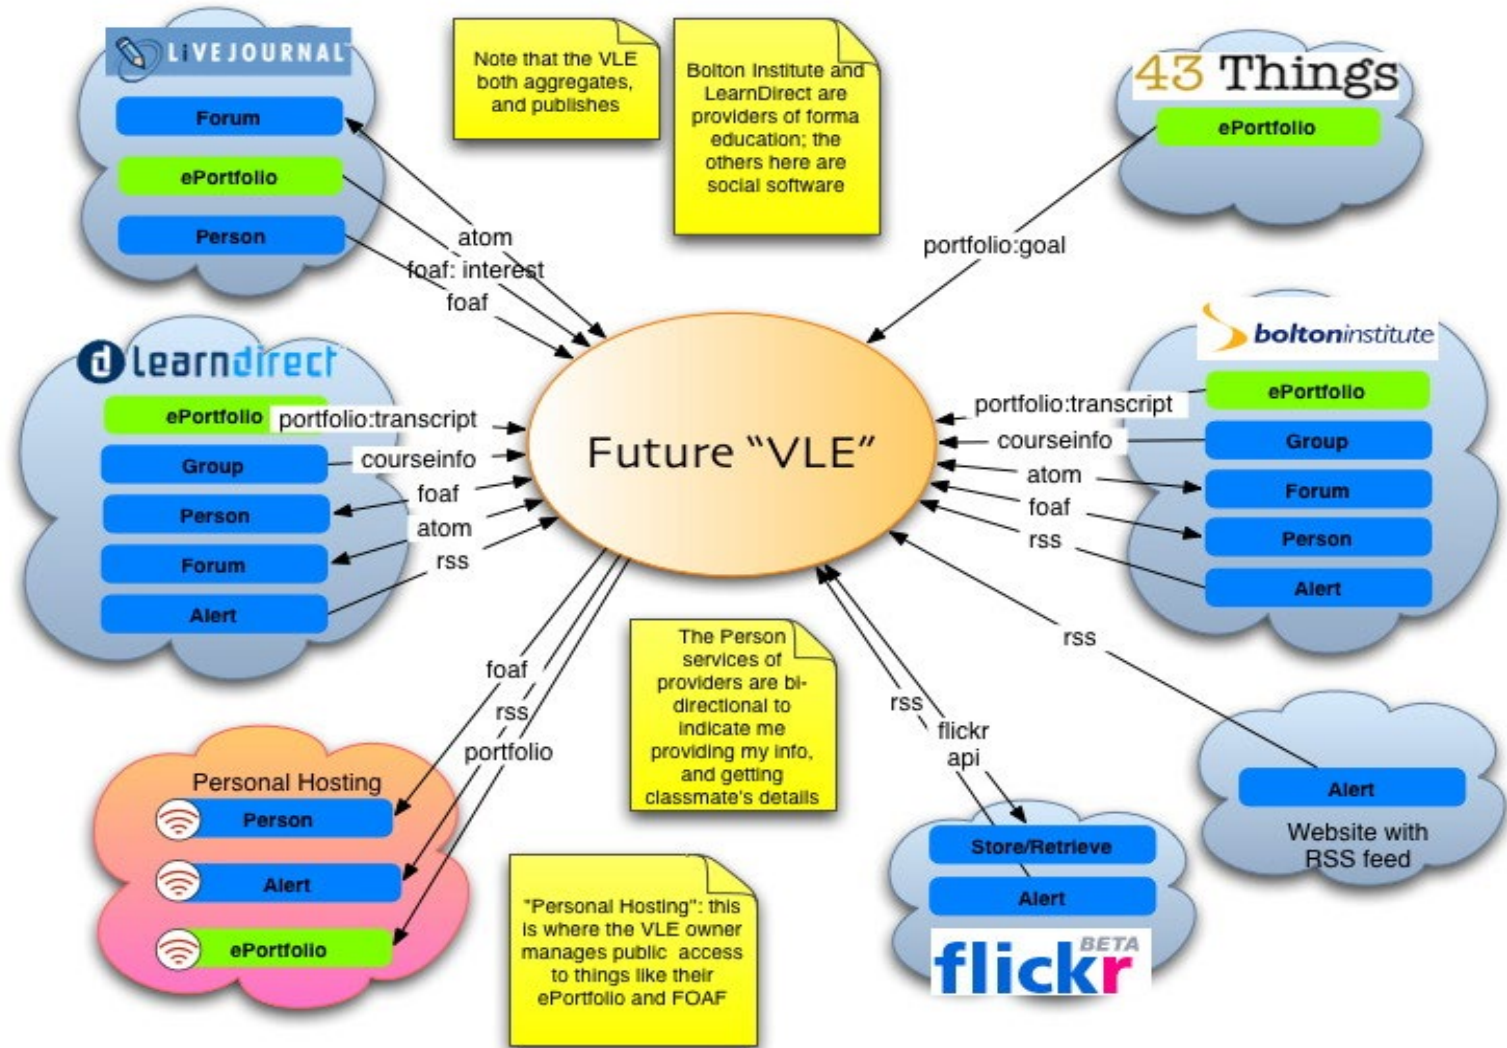 LiVEJOURNAL
Forum
ePortfolio
Person
atom
foaf: interest
foaf
Note that the VLE
both aggregates,
and publishes
Bolton Institute and
LearnDirect are
providers of forma
education; the
others here are
social software
43 Things
ePortfolio
portfolio:goal
learndirect
ePortfolio
Group
Person
Forum
Alert
portfolio:transcript
courseinfo
foaf
atom
rss
Future “VLE”
boltoninstitute
ePortfolio
Group
Forum
Person
Alert
portfolio:transcript
courseinfo
atom
foaf
rss
foaf
rss
portfolio
Personal Hosting
Person
Alert
ePortfolio
The Person
services of
providers are bi-
directional to
indicate me
providing my info,
and getting
classmate's details
"Personal Hosting": this
is where the VLE owner
manages public access
to things like their
ePortfolio and FOAF
rss
flickr
api
Store/Retrieve
Alert
flickr BETA
rss
Alert
Website with
RSS feed